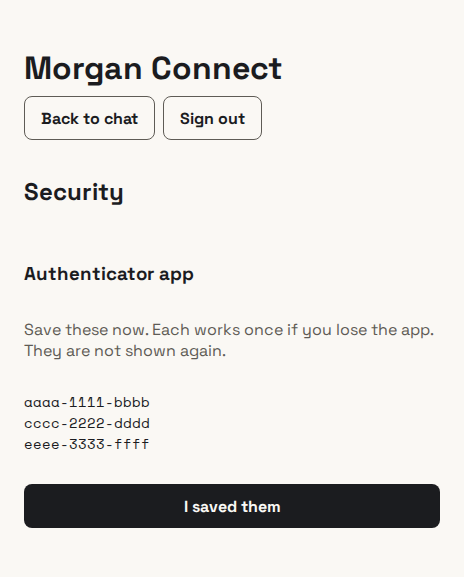 Morgan Connect
Back to chat
Sign out
Security
Authenticator app
Save these now. Each works once if you lose the app.
They are not shown again.
aaaa-1111-bbbb
cccc-2222-dddd
eeee-3333-ffff
I saved them